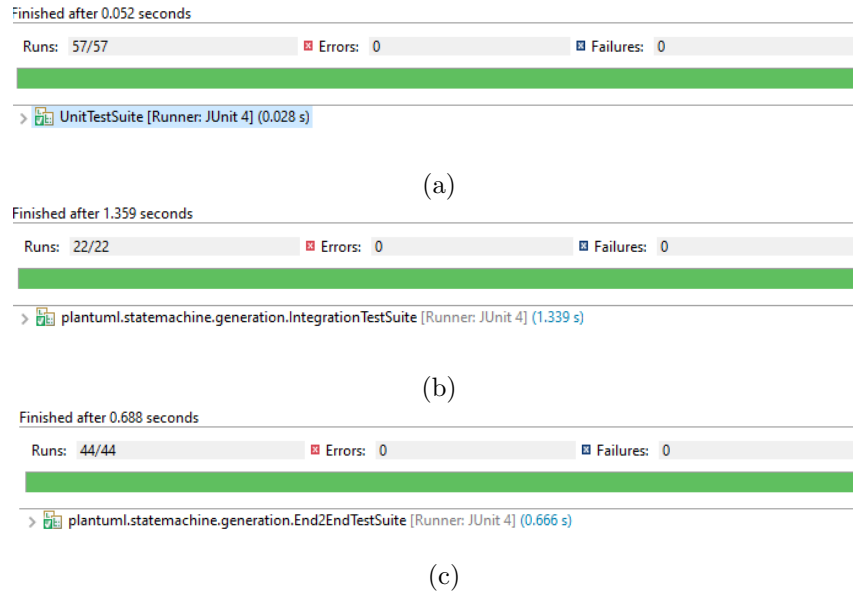 Finished after 0.052 seconds
Runs: 57/57 Errors: 0 Failures: 0
UnitTestSuite [Runner: JUnit 4] (0.028 s)
(a)
Finished after 1.359 seconds
Runs: 22/22 Errors: 0 Failures: 0
plantuml.statemachine.generation.IntegrationTestSuite [Runner: JUnit 4] (1.339 s)
(b)
Finished after 0.688 seconds
Runs: 44/44 Errors: 0 Failures: 0
plantuml.statemachine.generation.End2EndTestSuite [Runner: JUnit 4] (0.666 s)
(c)